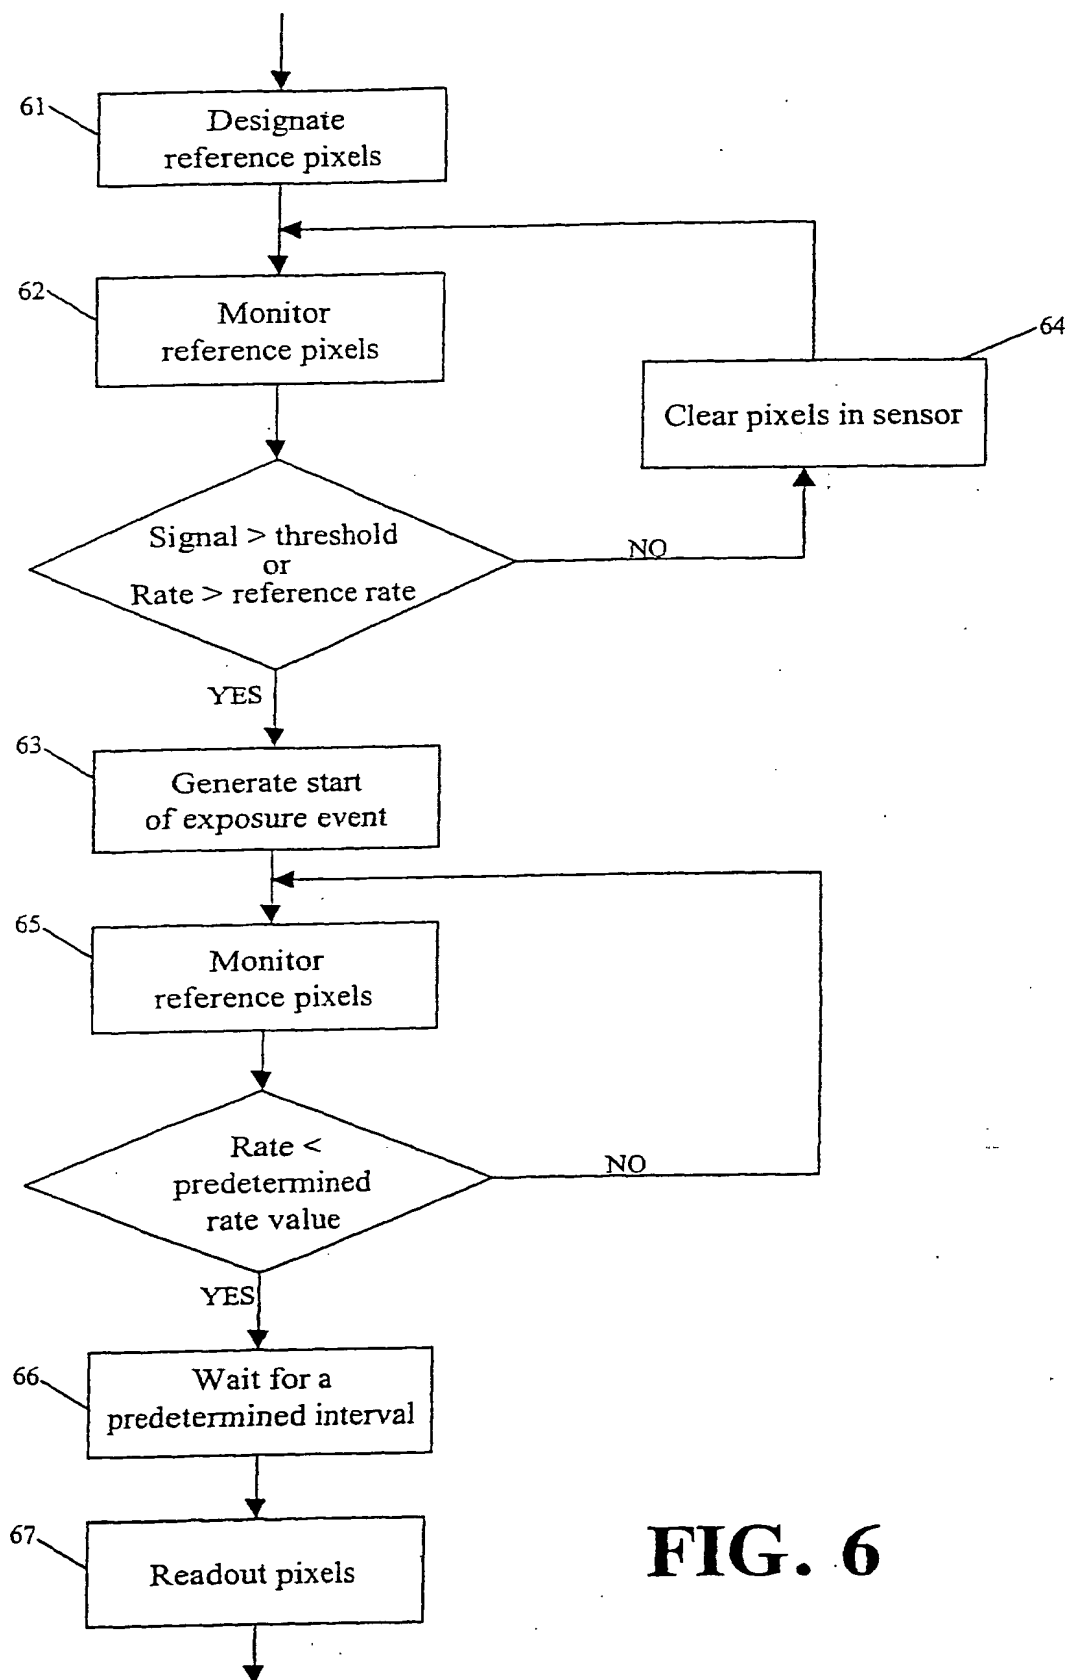 61
Designate
reference pixels
62
Monitor
reference pixels
64
Clear pixels in sensor
Signal > threshold
or
Rate > reference rate
NO
YES
63
Generate start
of exposure event
65
Monitor
reference pixels
Rate <
predetermined
rate value
NO
YES
66
Wait for a
predetermined interval
67
Readout pixels
FIG. 6